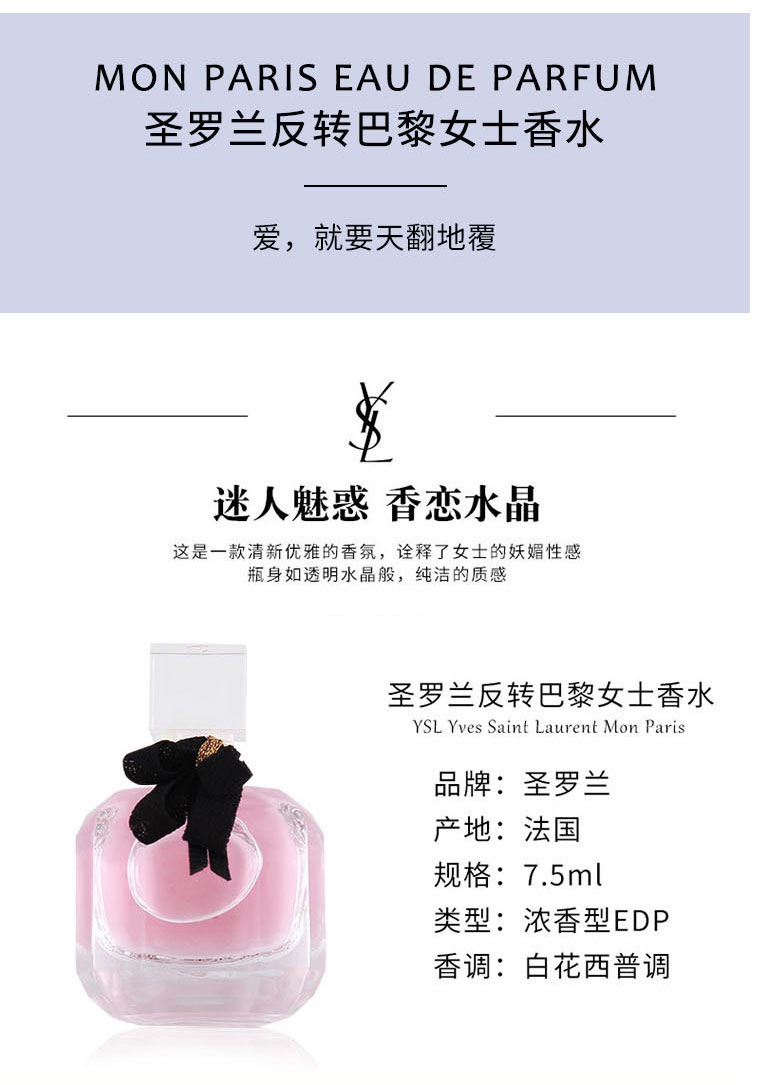 MON PARIS EAU DE PARFUM
圣罗兰反转巴黎女士香水
爱，就要天翻地覆
YSL
迷人魅惑 香恋水晶
这是一款清新优雅的香氛，诠释了女士的妖媚性感
瓶身如透明水晶般，纯洁的质感
圣罗兰反转巴黎女士香水
YSL Yves Saint Laurent Mon Paris
品牌：圣罗兰
产地：法国
规格：7.5ml
类型：浓香型EDP
香调：白花西普调